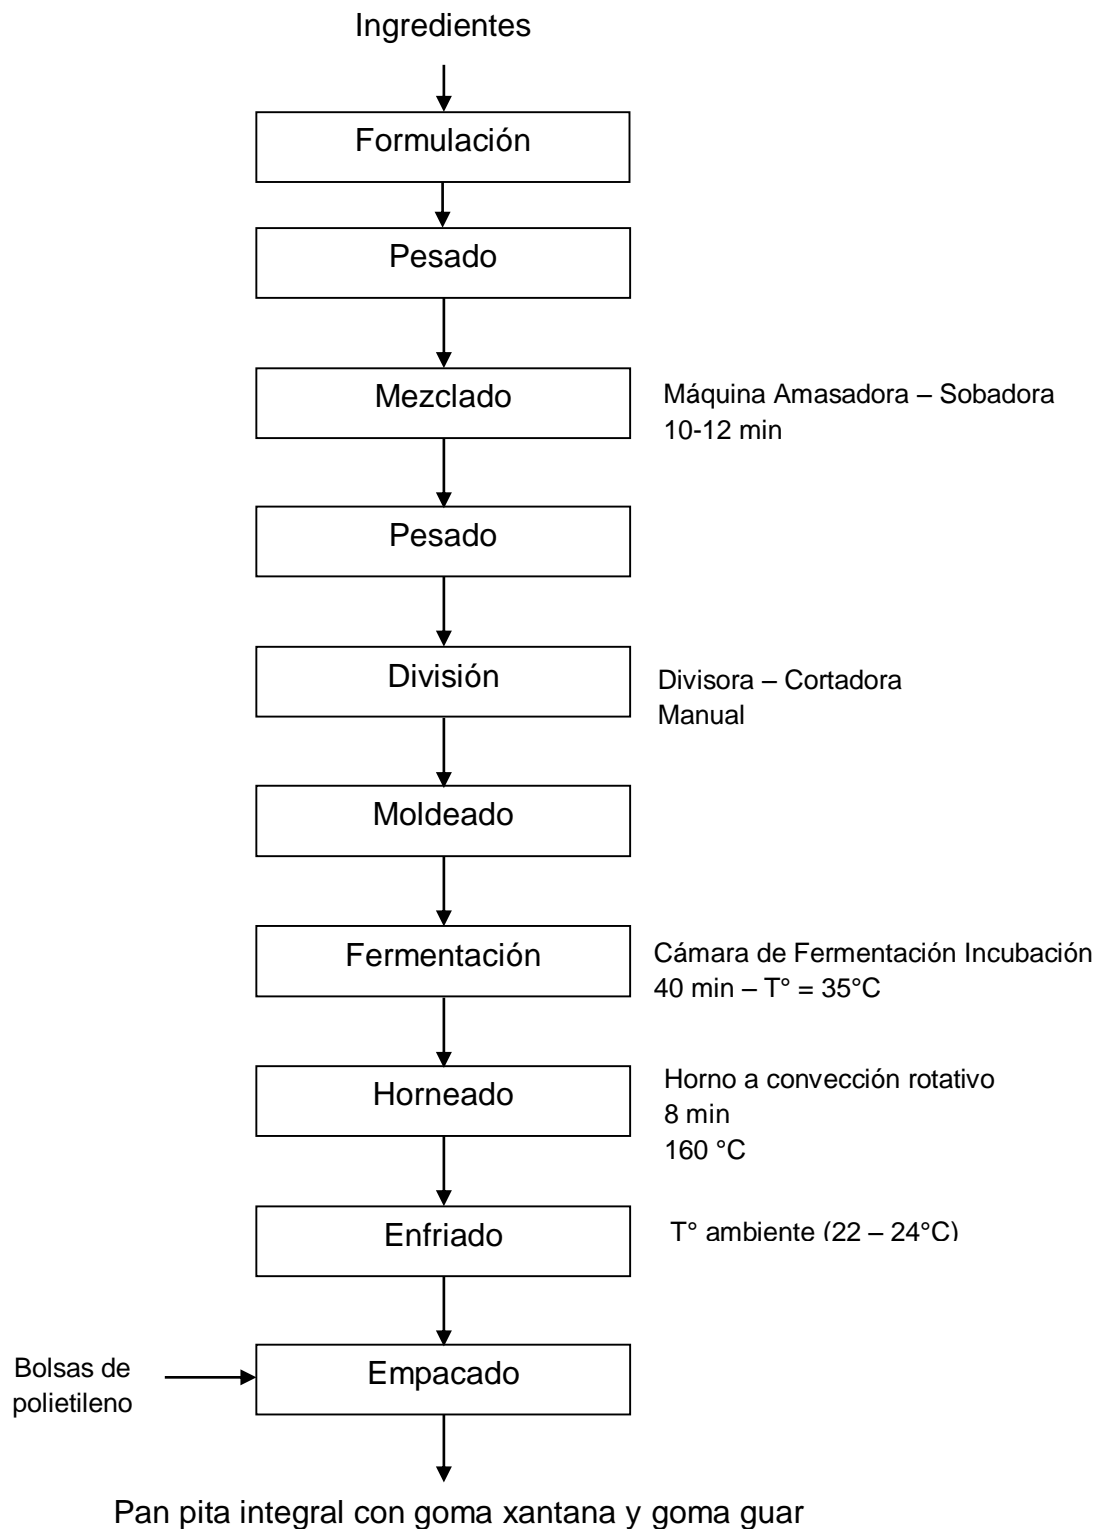 Ingredientes
Formulación
Pesado
Mezclado
Máquina Amasadora – Sobadora
10-12 min
Pesado
División
Divisora – Cortadora
Manual
Moldeado
Fermentación
Cámara de Fermentación Incubación
40 min – T° = 35°C
Horneado
Horno a convección rotativo
8 min
160 °C
Enfriado
T° ambiente (22 – 24°C)
Bolsas de
polietileno
Empacado
Pan pita integral con goma xantana y goma guar